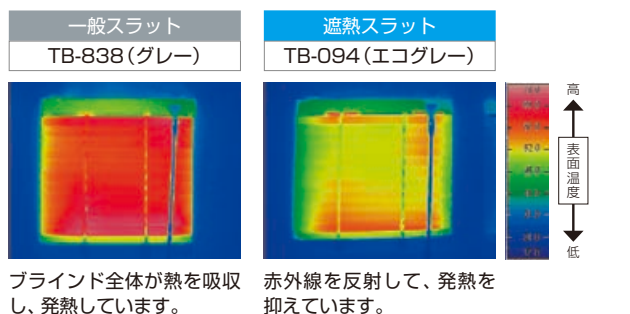 一般スラット
TB-838（グレー）
遮熱スラット
TB-094（エコグレー）
高
表面温度
低
ブラインド全体が熱を吸収
し、発熱しています。
赤外線を反射して、発熱を
抑えています。